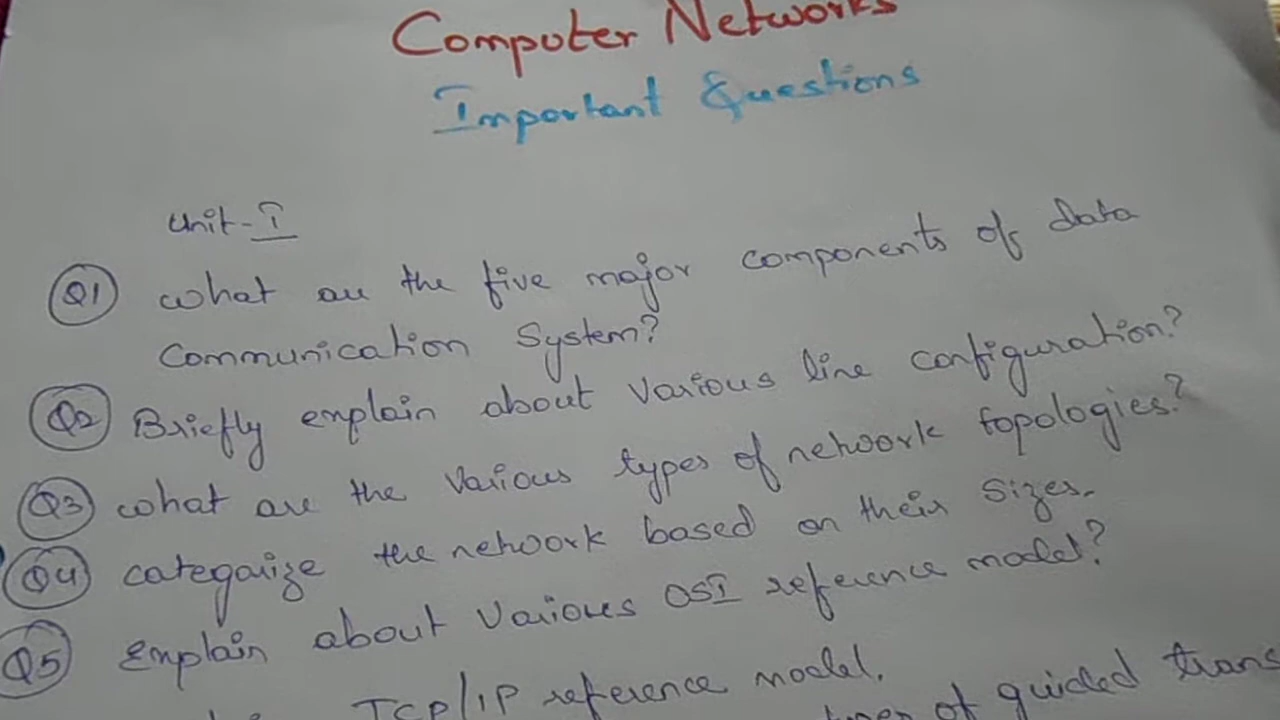 Computer Networks
Important Questions
Unit-I
Q1 What are the five major components of data
Communication System?
Q2 Briefly explain about various line configuration?
Q3 What are the various types of network topologies?
Q4 categorize the network based on their sizes.
Q5 Explain about various OSI reference model?
TCP/IP reference model.
of guided trans